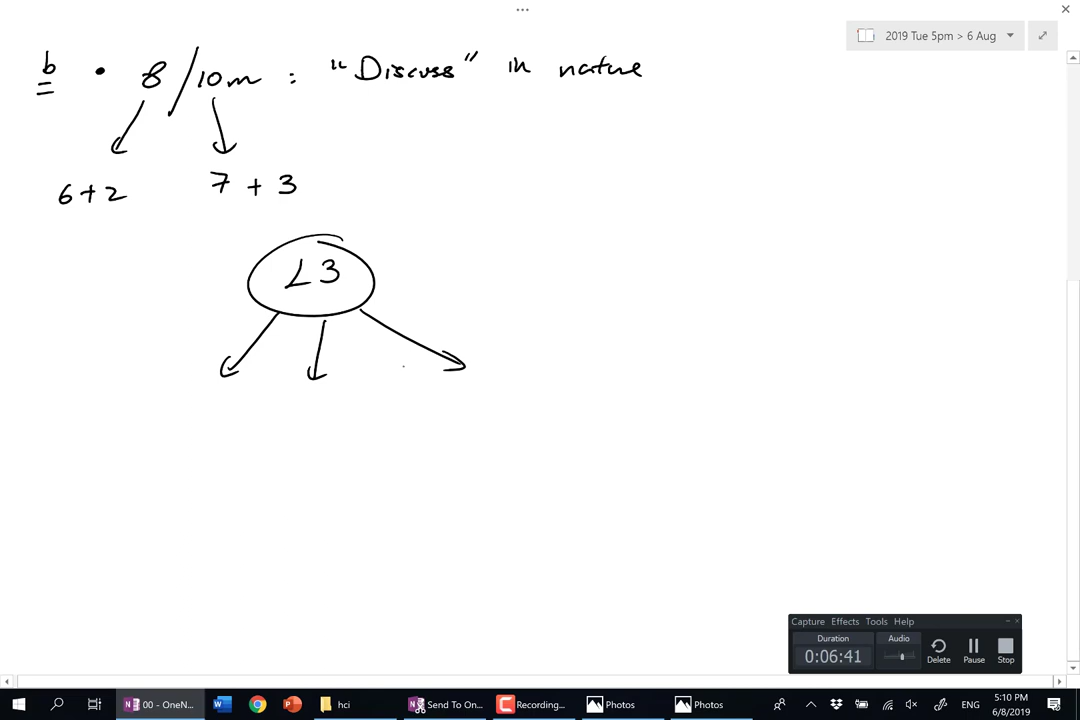 ...
2019 Tue 5pm > 6 Aug
b • 8/10m : "Discuss" in nature
6+2 7 + 3
L3
Capture Effects Tools Help
Duration Audio
0:06:41 Delete Pause Stop
00 - OneN... hci Send To On... Recording... Photos Photos ENG 5:10 PM
6/8/2019